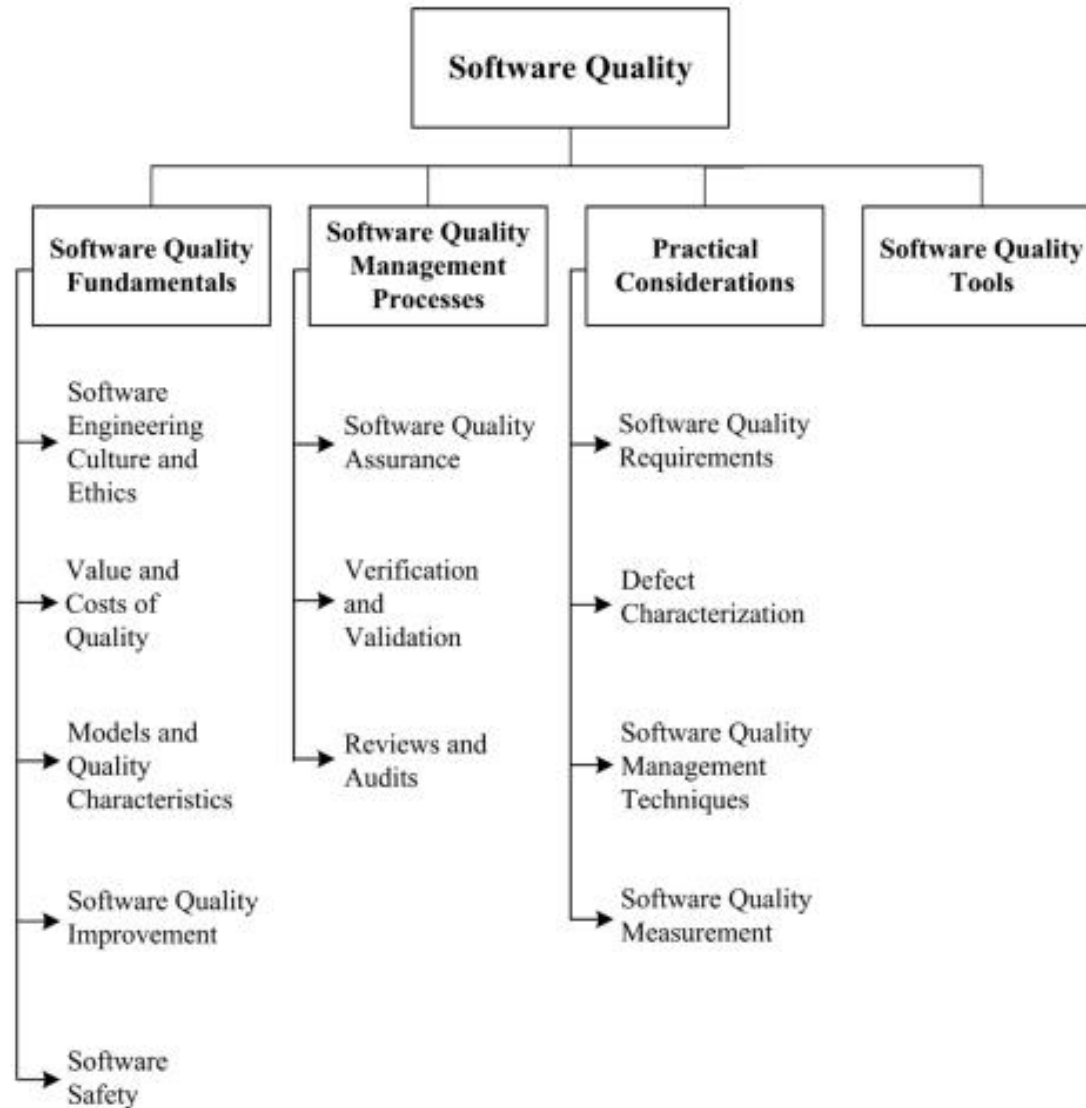 Software Quality
Software Quality
Fundamentals
Software
Engineering
Culture and
Ethics
Value and
Costs of
Quality
Models and
Quality
Characteristics
Software Quality
Improvement
Software
Safety
Software Quality
Management
Processes
Software Quality
Assurance
Verification
and
Validation
Reviews and
Audits
Practical
Considerations
Software Quality
Requirements
Defect
Characterization
Software Quality
Management
Techniques
Software Quality
Measurement
Software Quality
Tools